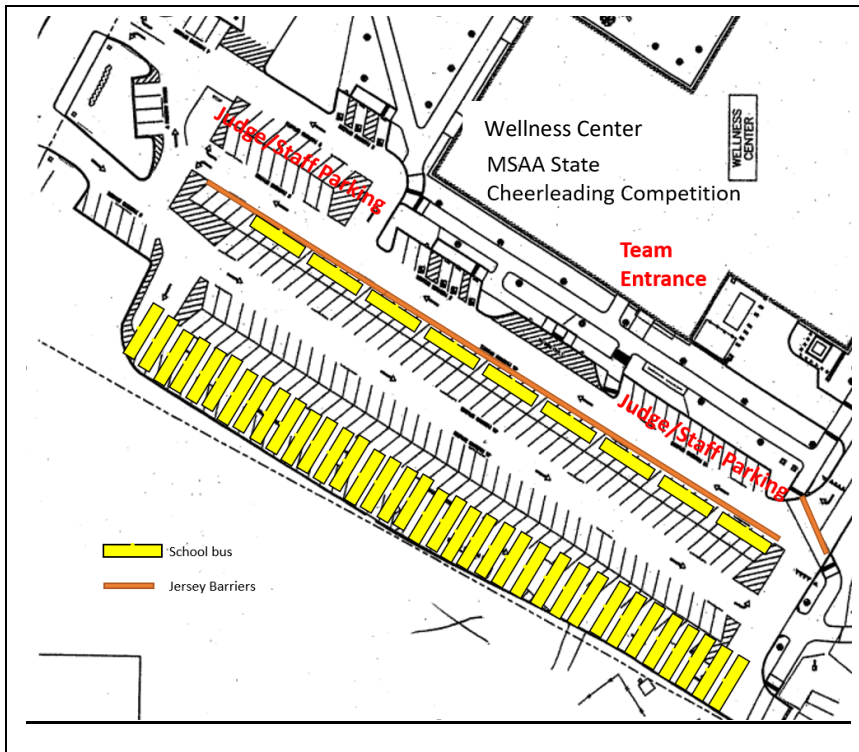 Judge/Staff Parking
Wellness Center
MSAA State
Cheerleading Competition
WELLNESS
CENTER
Team
Entrance
Judge/Staff Parking
School bus
Jersey Barriers